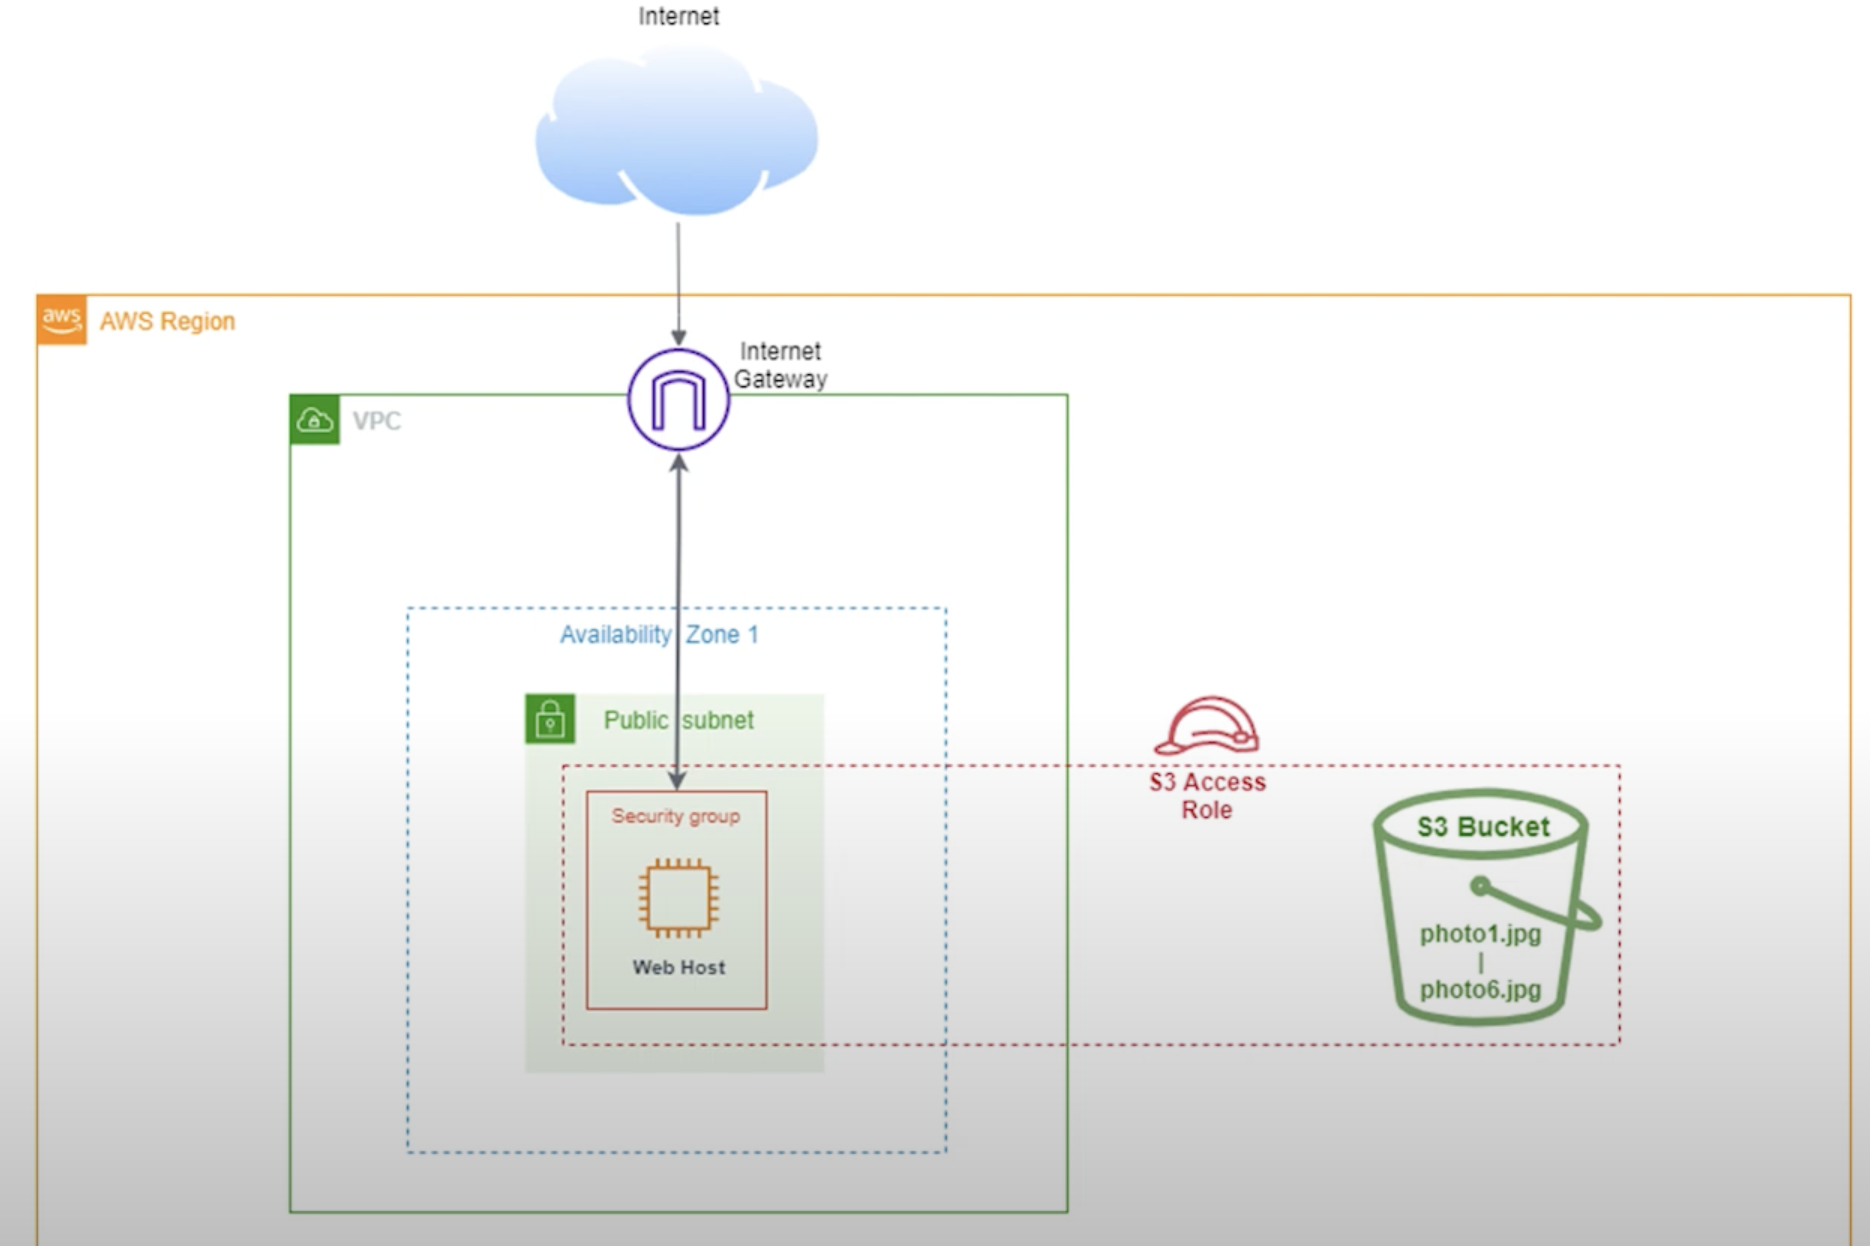 Internet
aws
AWS Region
Internet
Gateway
VPC
Availability Zone 1
Public subnet
Security group
Web Host
S3 Access
Role
S3 Bucket
photo1.jpg
|
photo6.jpg